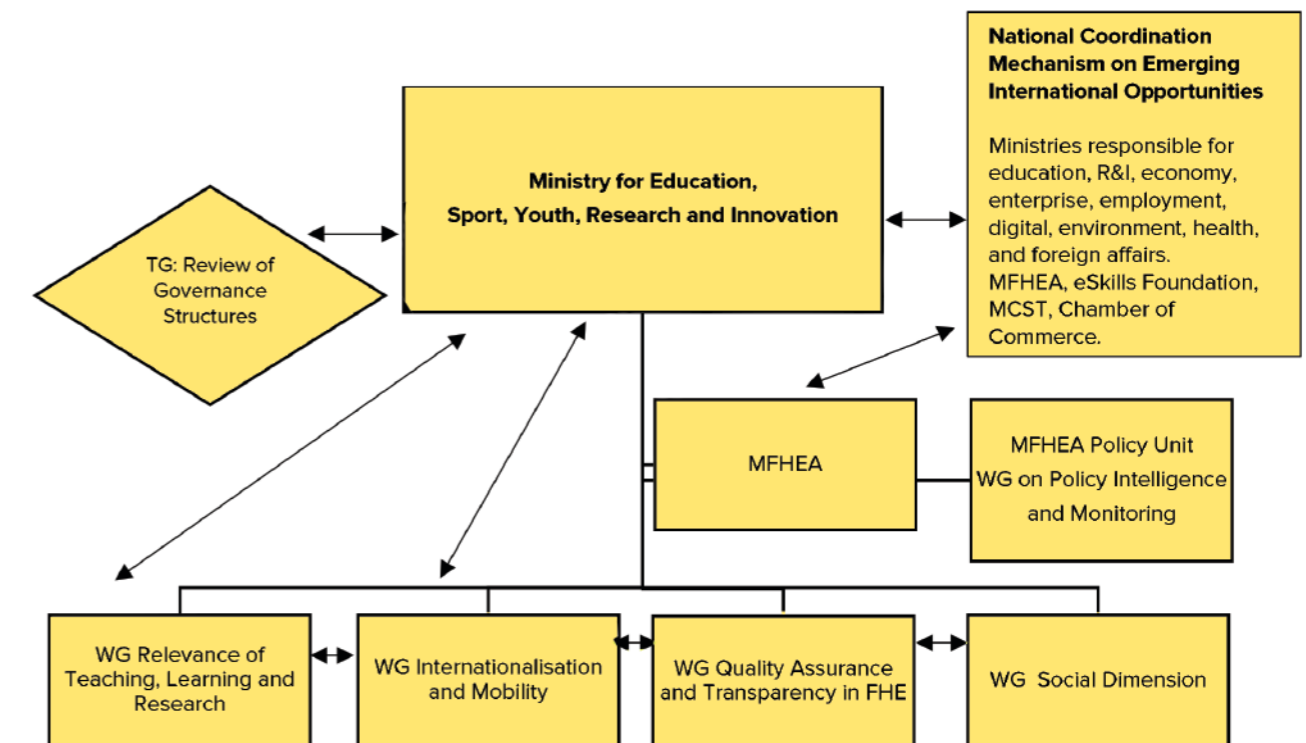 National Coordination
Mechanism on Emerging
International Opportunities
Ministries responsible for
education, R&I, economy,
enterprise, employment,
digital, environment, health,
and foreign affairs.
MFHEA, eSkills Foundation,
MCST, Chamber of
Commerce.
Ministry for Education,
Sport, Youth, Research and Innovation
TG: Review of
Governance
Structures
MFHEA
MFHEA Policy Unit
WG on Policy Intelligence
and Monitoring
WG Relevance of
Teaching, Learning and
Research
WG Internationalisation
and Mobility
WG Quality Assurance
and Transparency in FHE
WG Social Dimension